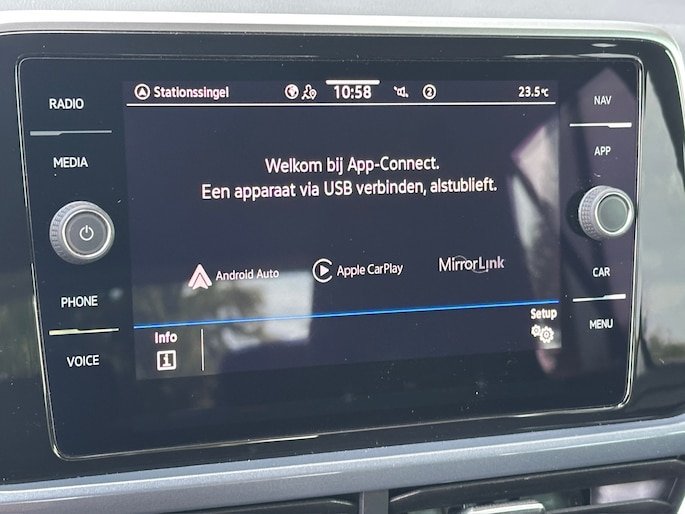 RADIO
MEDIA
PHONE
VOICE
Stationssingel
10:58
2
23.5°C
Welkom bij App-Connect.
Een apparaat via USB verbinden, alstublieft.
Android Auto
Apple CarPlay
MirrorLink
Info
Setup
NAV
APP
CAR
MENU